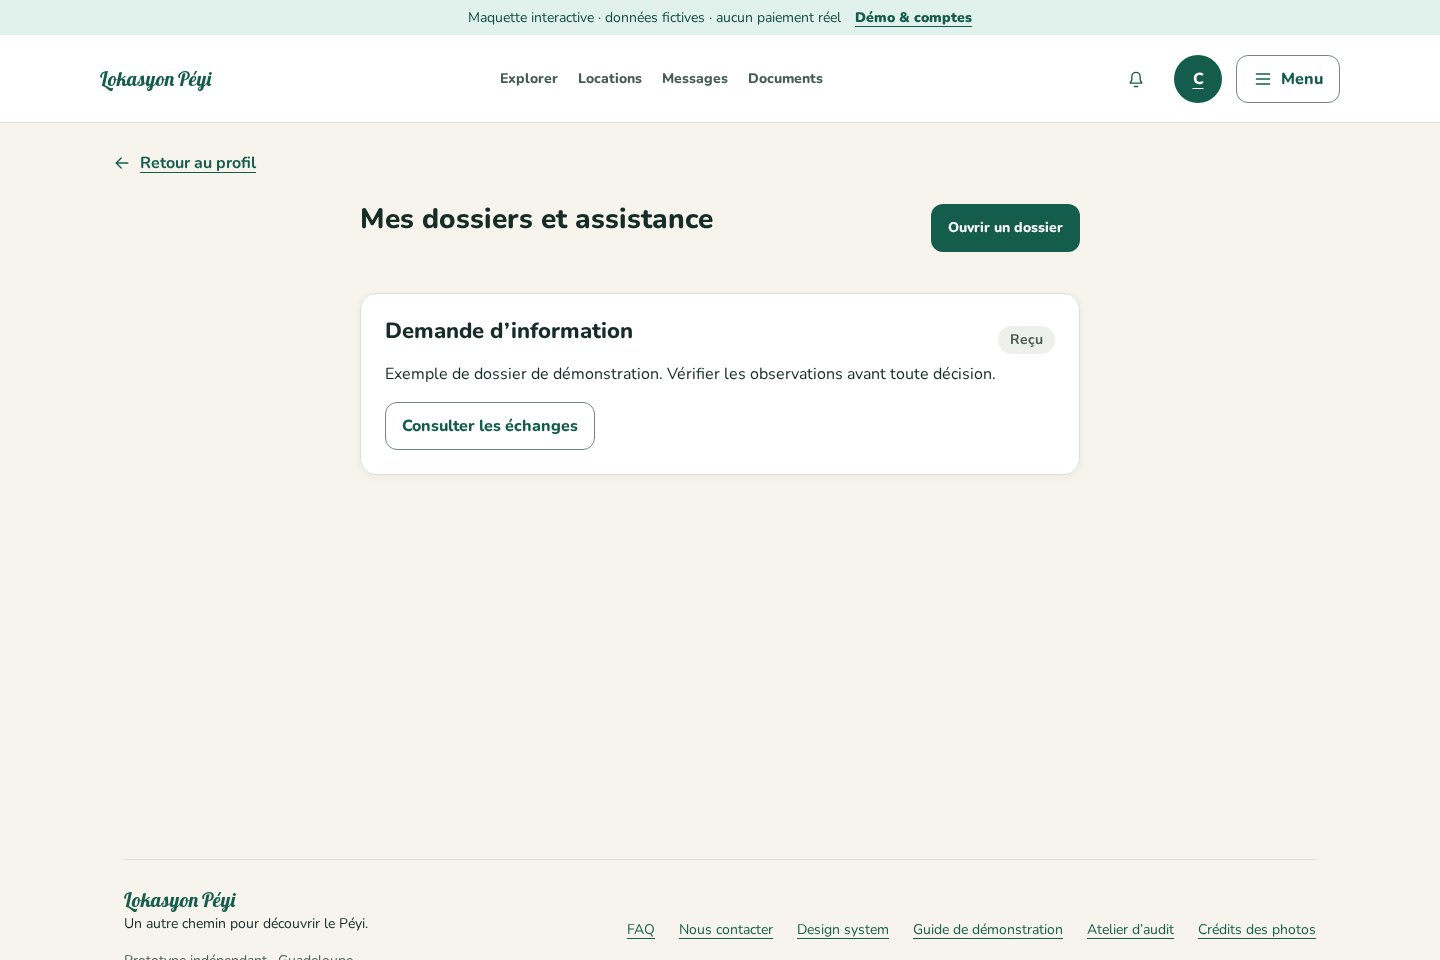 Maquette interactive · données fictives · aucun paiement réel Démo & comptes
Lokasyon Péyi
Explorer Locations Messages Documents
C
Menu
Retour au profil
Mes dossiers et assistance
Ouvrir un dossier
Demande d’information
Reçu
Exemple de dossier de démonstration. Vérifier les observations avant toute décision.
Consulter les échanges
Lokasyon Péyi
Un autre chemin pour découvrir le Péyi.
FAQ Nous contacter Design system Guide de démonstration Atelier d’audit Crédits des photos
Prototype indépendant · Guadeloupe